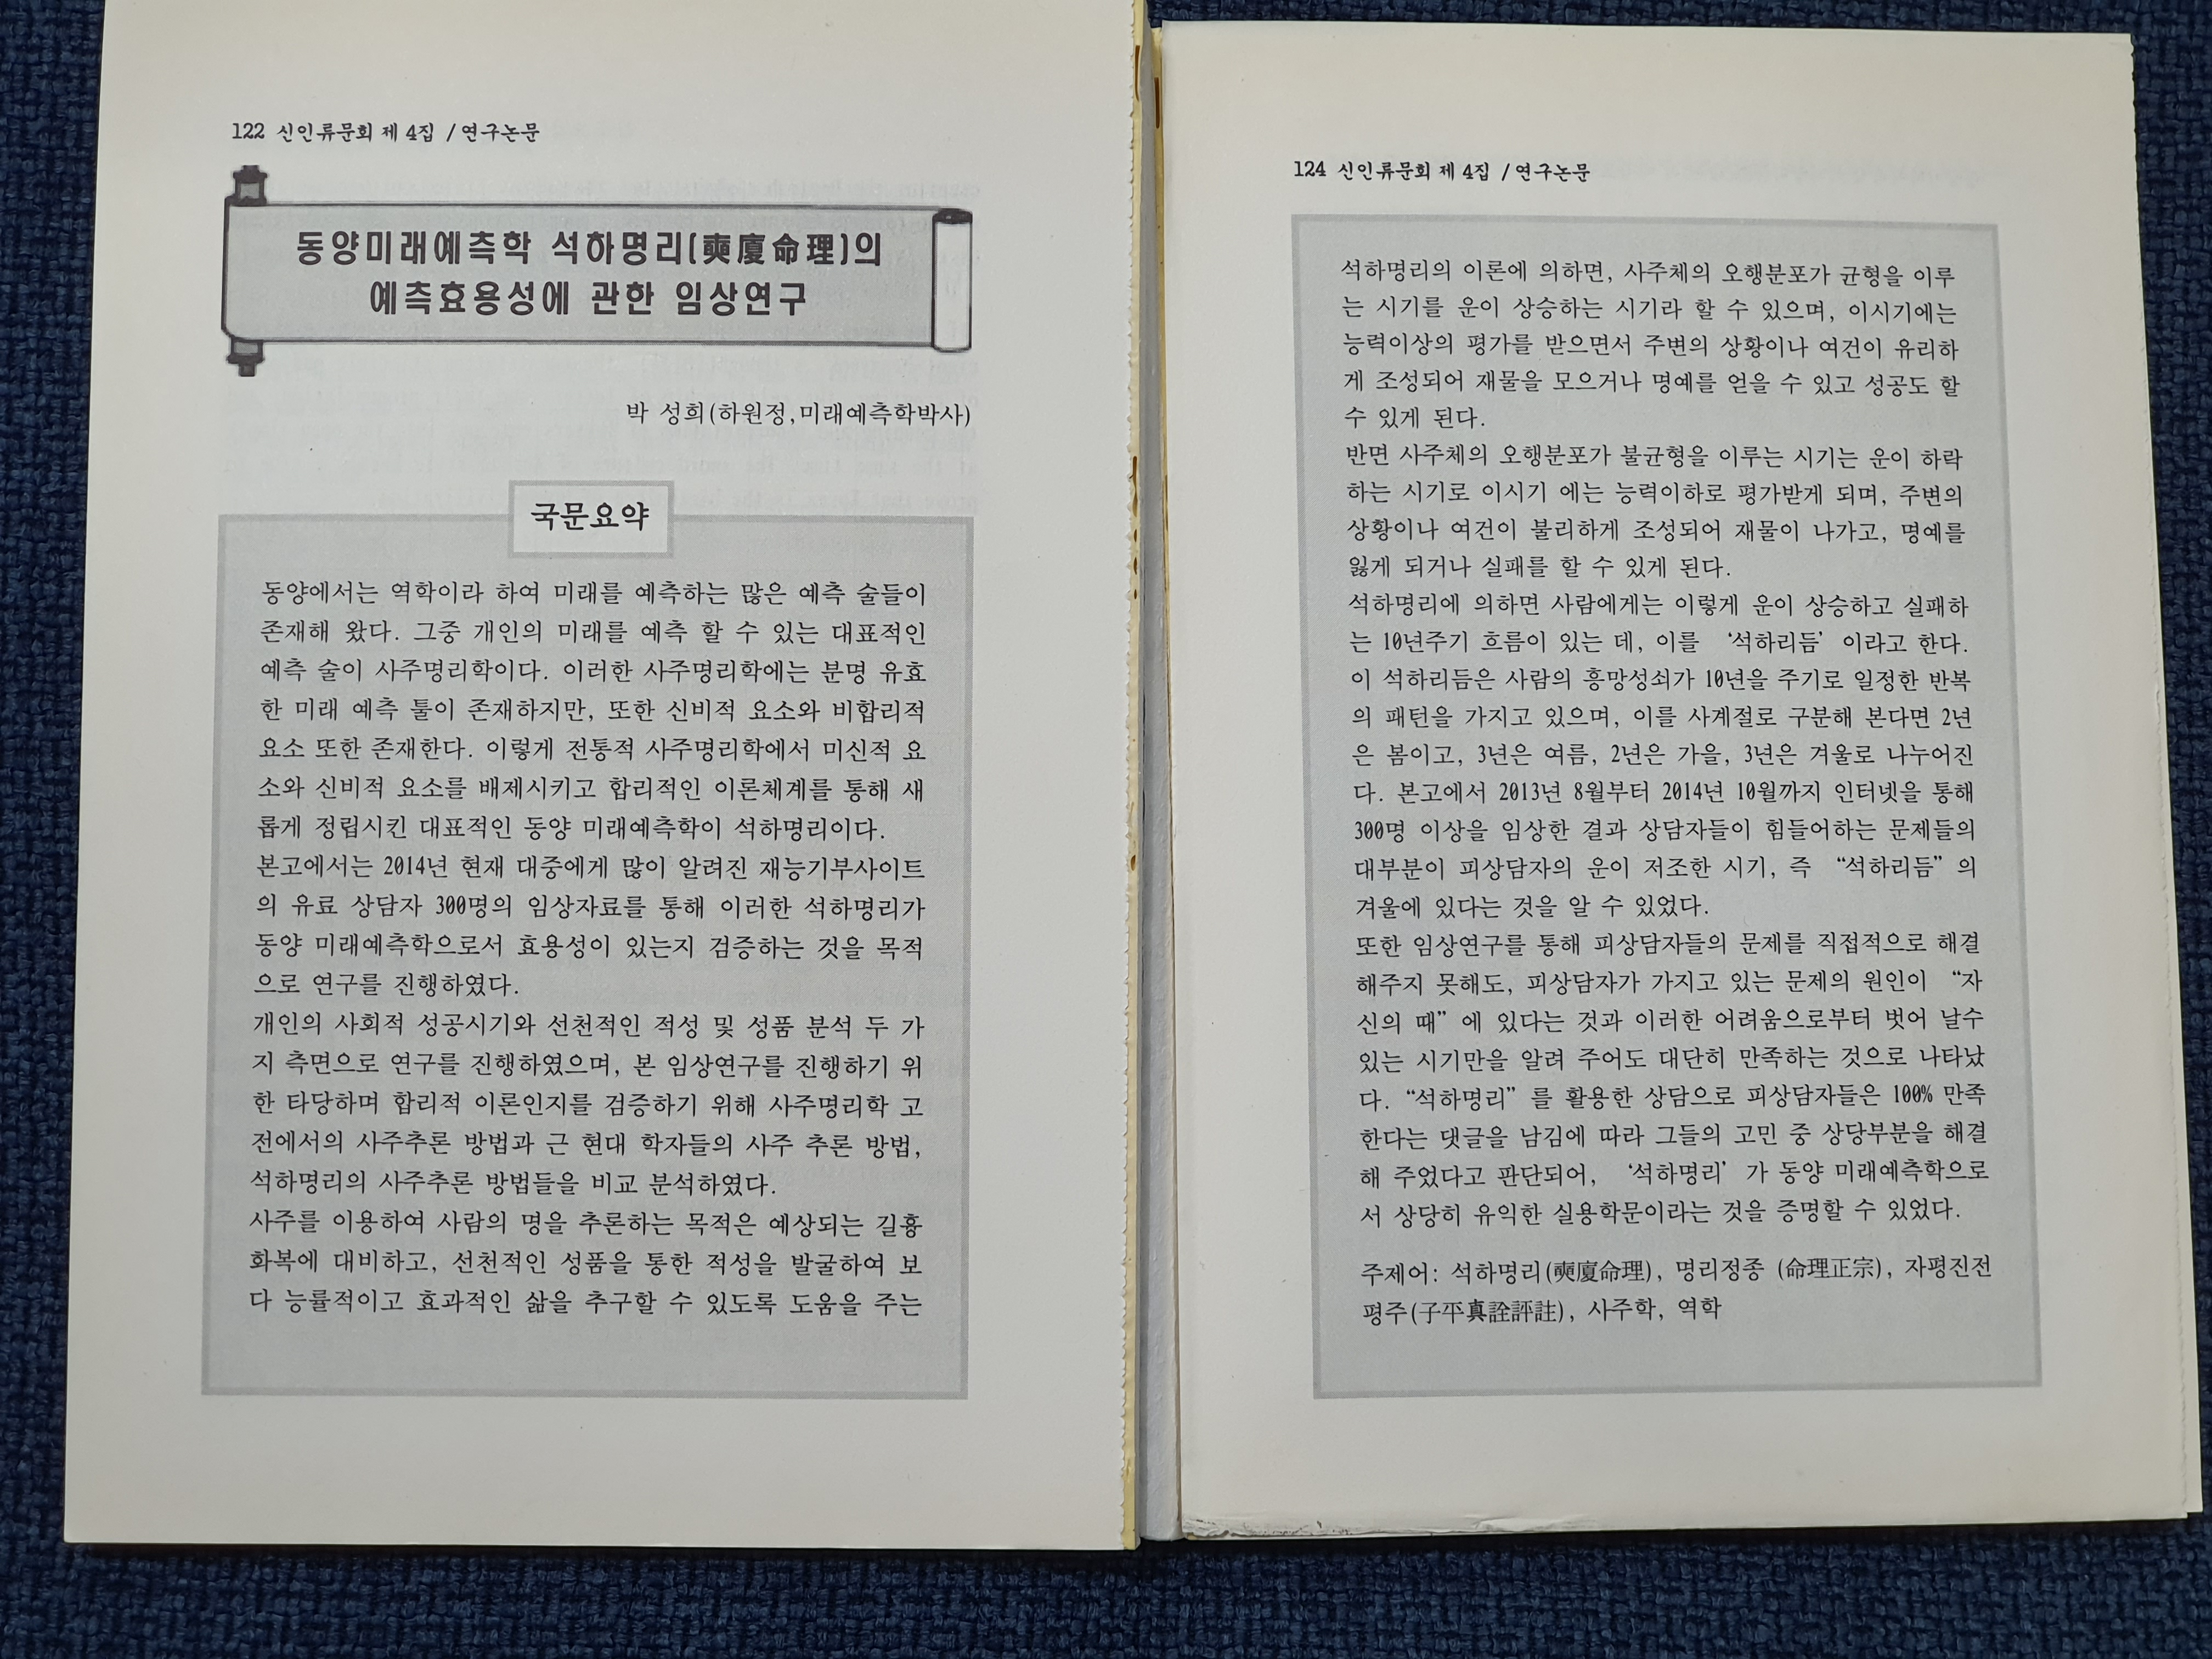 122 신인류문회 제 4집 / 연구논문
동양미래예측학 석하명리(奭廈命理)의
예측효용성에 관한 임상연구
박 성희(하원정,미래예측학박사)
국문요약
동양에서는 역학이라 하여 미래를 예측하는 많은 예측 술들이
존재해 왔다. 그중 개인의 미래를 예측 할 수 있는 대표적인
예측 술이 사주명리학이다. 이러한 사주명리학에는 분명 유효
한 미래 예측 툴이 존재하지만, 또한 신비적 요소와 비합리적
요소 또한 존재한다. 이렇게 전통적 사주명리학에서 미신적 요
소와 신비적 요소를 배제시키고 합리적인 이론체계를 통해 새
롭게 정립시킨 대표적인 동양 미래예측학이 석하명리이다.
본고에서는 2014년 현재 대중에게 많이 알려진 재능기부사이트
의 유료 상담자 300명의 임상자료를 통해 이러한 석하명리가
동양 미래예측학으로서 효용성이 있는지 검증하는 것을 목적
으로 연구를 진행하였다.
개인의 사회적 성공시기와 선천적인 적성 및 성품 분석 두 가
지 측면으로 연구를 진행하였으며, 본 임상연구를 진행하기 위
한 타당하며 합리적 이론인지를 검증하기 위해 사주명리학 고
전에서의 사주추론 방법과 근 현대 학자들의 사주 추론 방법,
석하명리의 사주추론 방법들을 비교 분석하였다.
사주를 이용하여 사람의 명을 추론하는 목적은 예상되는 길흉
화복에 대비하고, 선천적인 성품을 통한 적성을 발굴하여 보
다 능률적이고 효과적인 삶을 추구할 수 있도록 도움을 주는
124 신인류문회 제 4집 / 연구논문
석하명리의 이론에 의하면, 사주체의 오행분포가 균형을 이루
는 시기를 운이 상승하는 시기라 할 수 있으며, 이시기에는
능력이상의 평가를 받으면서 주변의 상황이나 여건이 유리하
게 조성되어 재물을 모으거나 명예를 얻을 수 있고 성공도 할
수 있게 된다.
반면 사주체의 오행분포가 불균형을 이루는 시기는 운이 하락
하는 시기로 이시기 에는 능력이하로 평가받게 되며, 주변의
상황이나 여건이 불리하게 조성되어 재물이 나가고, 명예를
잃게 되거나 실패를 할 수 있게 된다.
석하명리에 의하면 사람에게는 이렇게 운이 상승하고 실패하
는 10년주기 흐름이 있는 데, 이를 ‘석하리듬’ 이라고 한다.
이 석하리듬은 사람의 흥망성쇠가 10년을 주기로 일정한 반복
의 패턴을 가지고 있으며, 이를 사계절로 구분해 본다면 2년
은 봄이고, 3년은 여름, 2년은 가을, 3년은 겨울로 나누어진
다. 본고에서 2013년 8월부터 2014년 10월까지 인터넷을 통해
300명 이상을 임상한 결과 상담자들이 힘들어하는 문제들의
대부분이 피상담자의 운이 저조한 시기, 즉 “석하리듬” 의
겨울에 있다는 것을 알 수 있었다.
또한 임상연구를 통해 피상담자들의 문제를 직접적으로 해결
해주지 못해도, 피상담자가 가지고 있는 문제의 원인이 “자
신의 때” 에 있다는 것과 이러한 어려움으로부터 벗어 날수
있는 시기만을 알려 주어도 대단히 만족하는 것으로 나타났
다. “석하명리” 를 활용한 상담으로 피상담자들은 100% 만족
한다는 댓글을 남김에 따라 그들의 고민 중 상당부분을 해결
해 주었다고 판단되어, ‘석하명리’ 가 동양 미래예측학으로
서 상당히 유익한 실용학문이라는 것을 증명할 수 있었다.
주제어: 석하명리(奭廈命理), 명리정종 (命理正宗), 자평진전
평주(子平真詮評註), 사주학, 역학